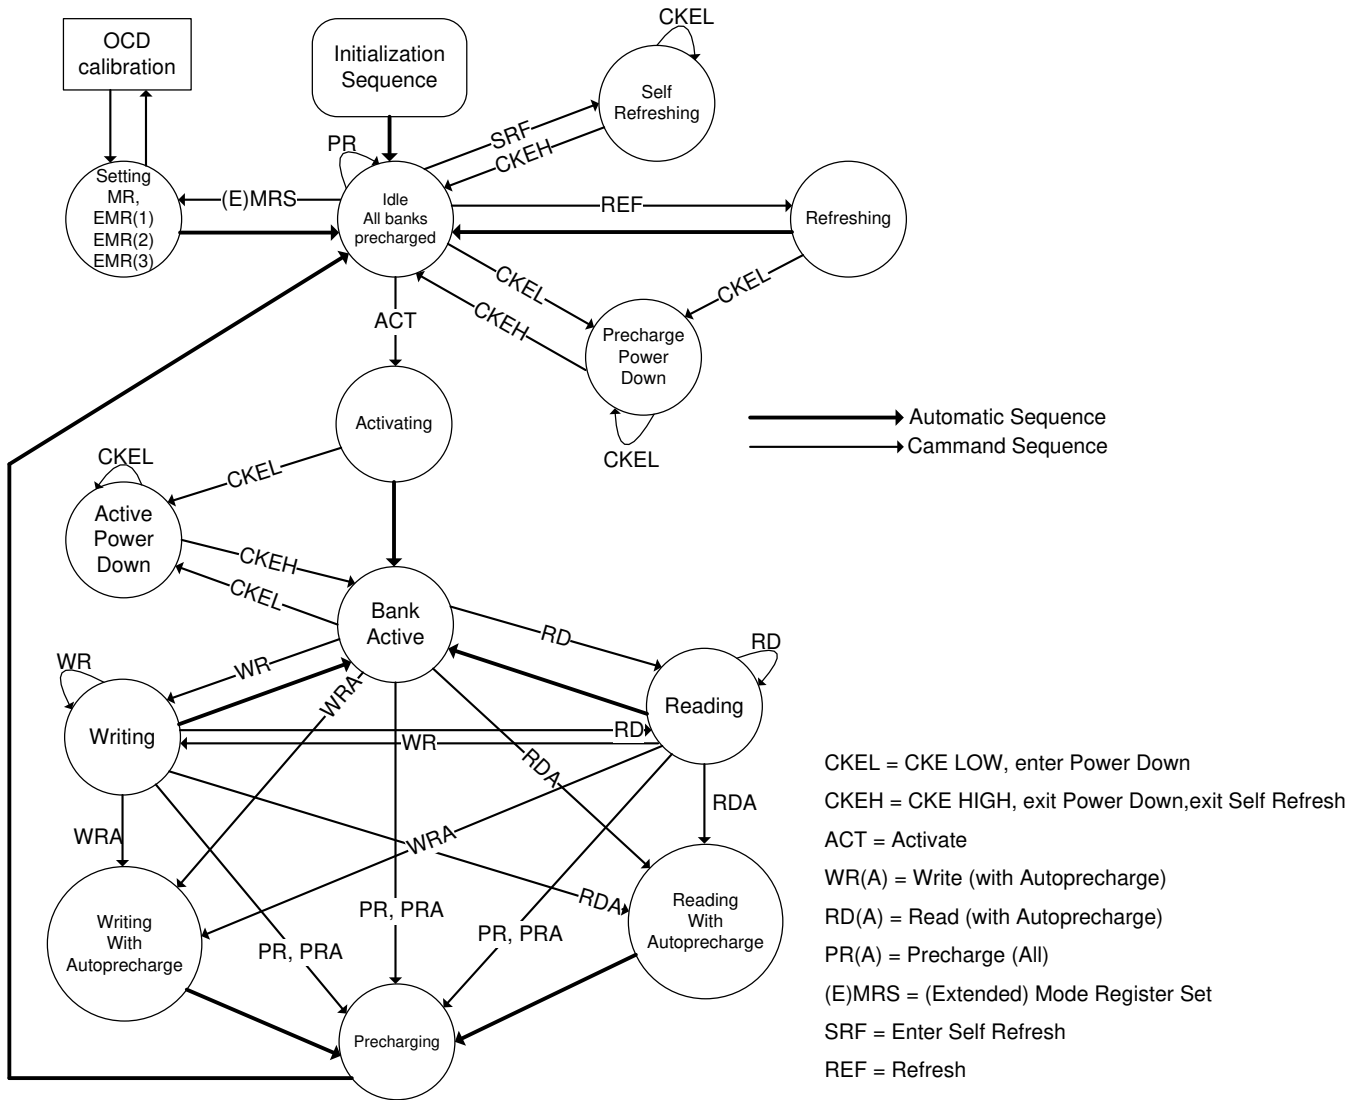 OCD
calibration
Initialization
Sequence
CKEL
Self
Refreshing
SRF
CKEH
PR
Setting
MR,
EMR(1)
EMR(2)
EMR(3)
(E)MRS
Idle
All banks
precharged
REF
Refreshing
CKEL
CKEH
CKEL
Precharge
Power
Down
CKEL
ACT
Activating
Automatic Sequence
Cammand Sequence
CKEL
CKEL
Active
Power
Down
CKEH
CKEL
Bank
Active
RD
RD
WR
WR
WRA
Writing
Reading
RD
WR
RDA
RDA
WRA
WRA
RDA
PR, PRA
PR, PRA
PR, PRA
Writing
With
Autoprecharge
Reading
With
Autoprecharge
Precharging
CKEL = CKE LOW, enter Power Down
CKEH = CKE HIGH, exit Power Down,exit Self Refresh
ACT = Activate
WR(A) = Write (with Autoprecharge)
RD(A) = Read (with Autoprecharge)
PR(A) = Precharge (All)
(E)MRS = (Extended) Mode Register Set
SRF = Enter Self Refresh
REF = Refresh